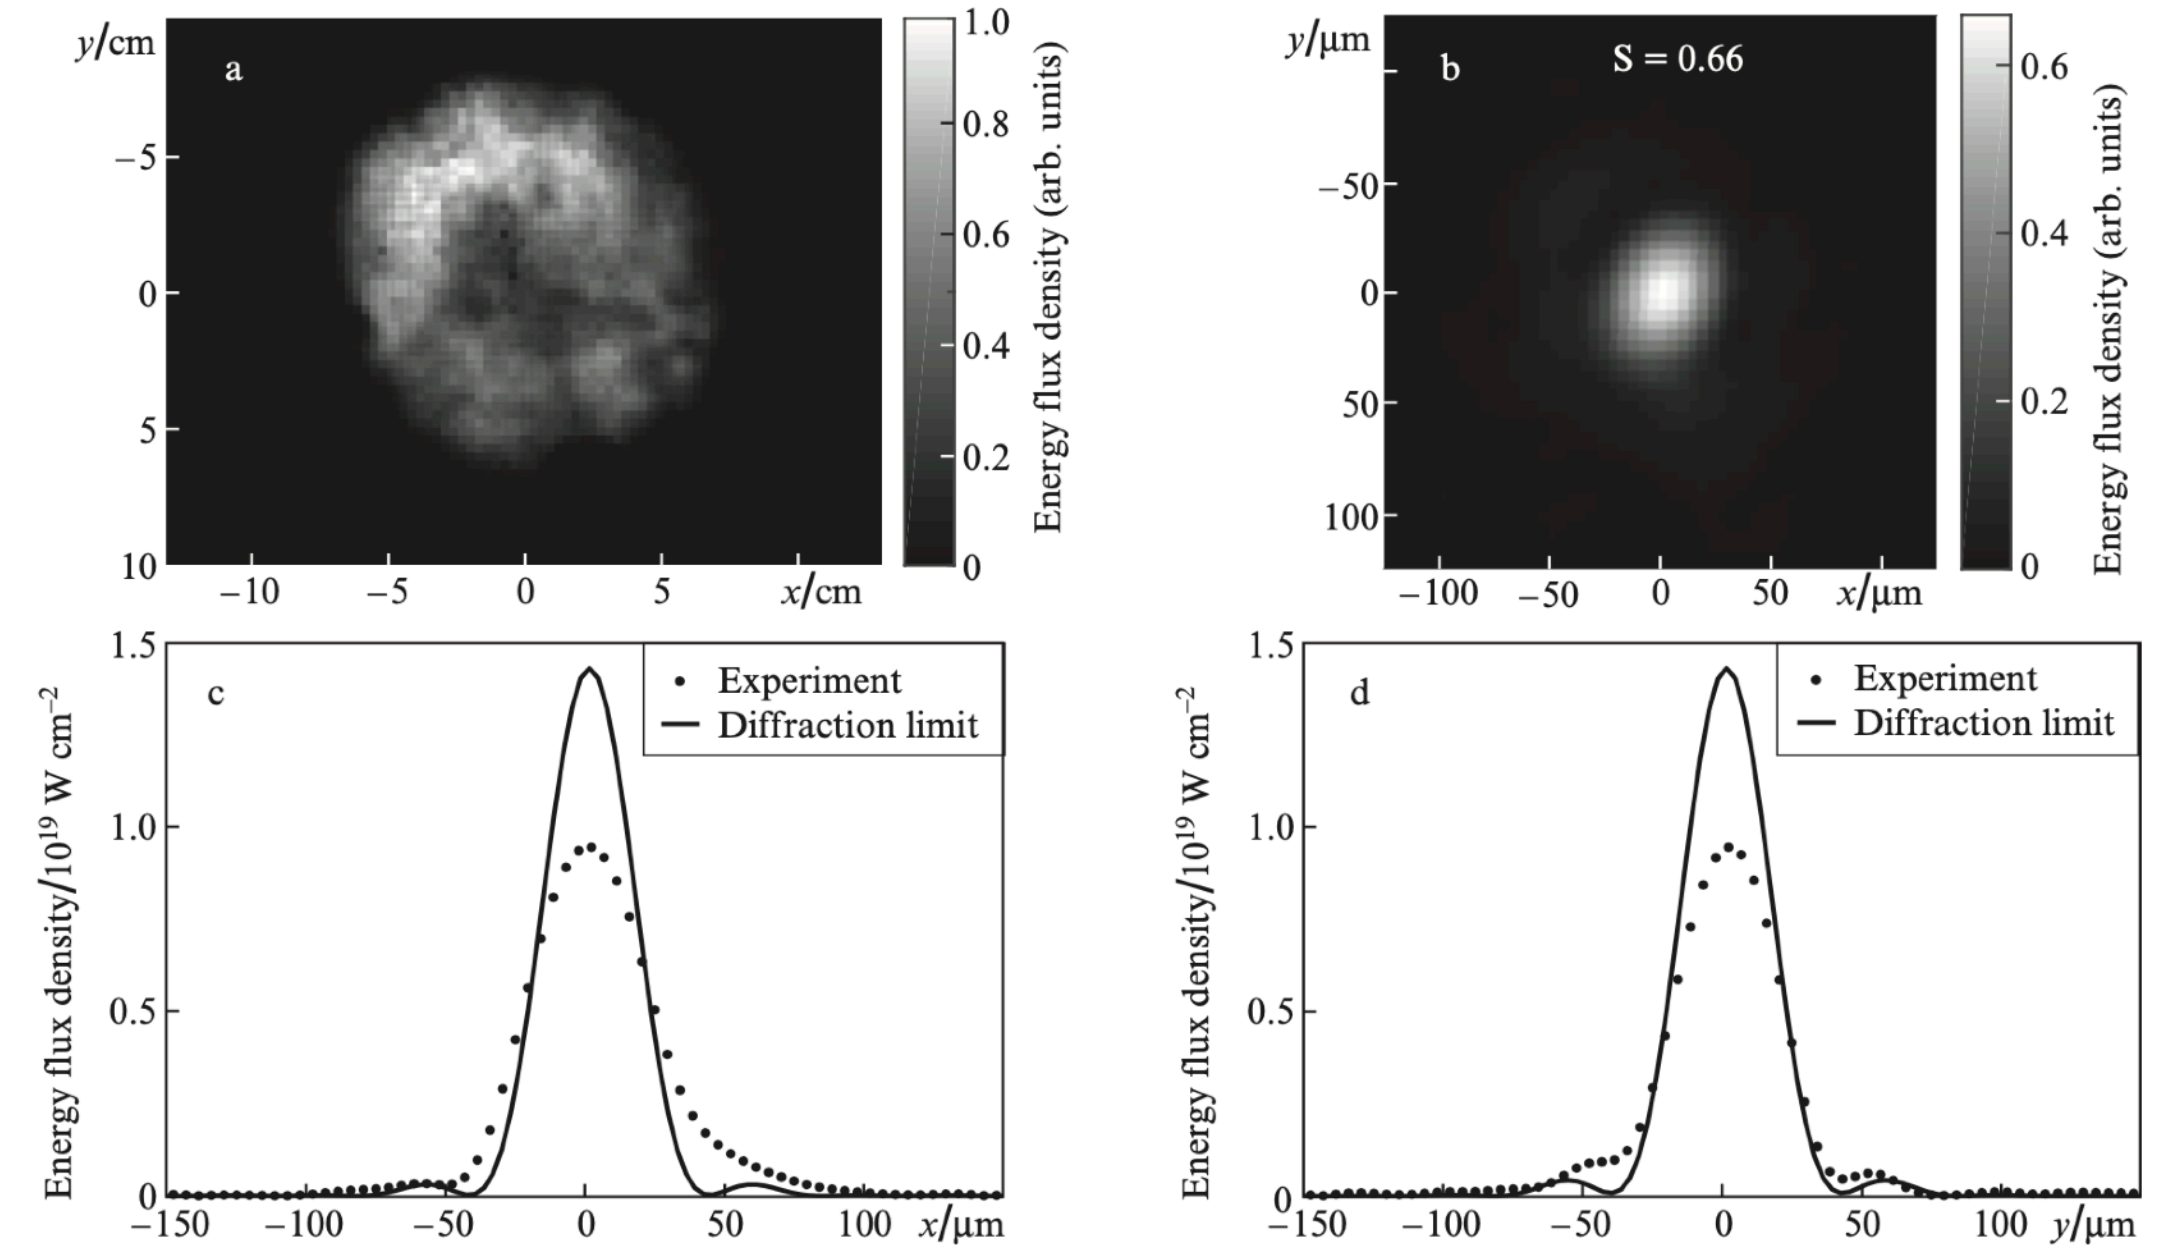 y/cm
a
−5
0
5
10
−10
−5
0
5
x/cm
1.0
0.8
0.6
0.4
0.2
0
Energy flux density (arb. units)
y/μm
b
S = 0.66
−50
0
50
100
−100
−50
0
50
x/μm
0.6
0.4
0.2
0
Energy flux density (arb. units)
Energy flux density/10¹⁹ W cm⁻²
c
1.5
1.0
0.5
0
Experiment
Diffraction limit
−150
−100
−50
0
50
100
x/μm
Energy flux density/10¹⁹ W cm⁻²
d
1.5
1.0
0.5
0
Experiment
Diffraction limit
−150
−100
−50
0
50
100
y/μm